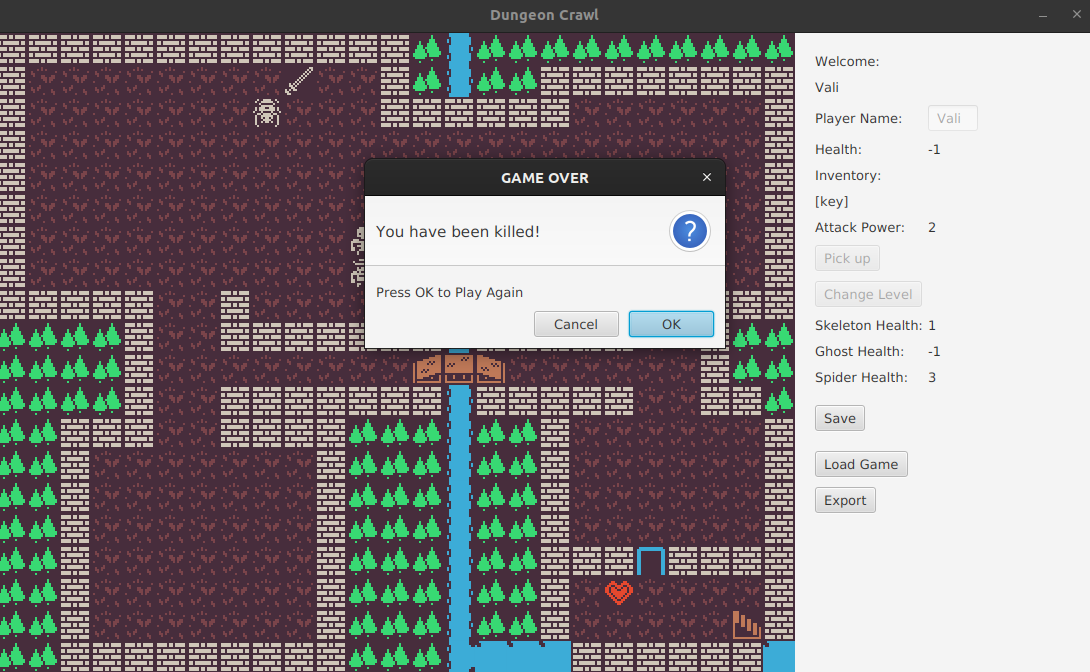 Dungeon Crawl
Welcome:
Vali
Player Name: Vali
Health: -1
Inventory:
[key]
Attack Power: 2
Pick up
Change Level
Skeleton Health: 1
Ghost Health: -1
Spider Health: 3
Save
Load Game
Export
GAME OVER
You have been killed!
Press OK to Play Again
Cancel OK